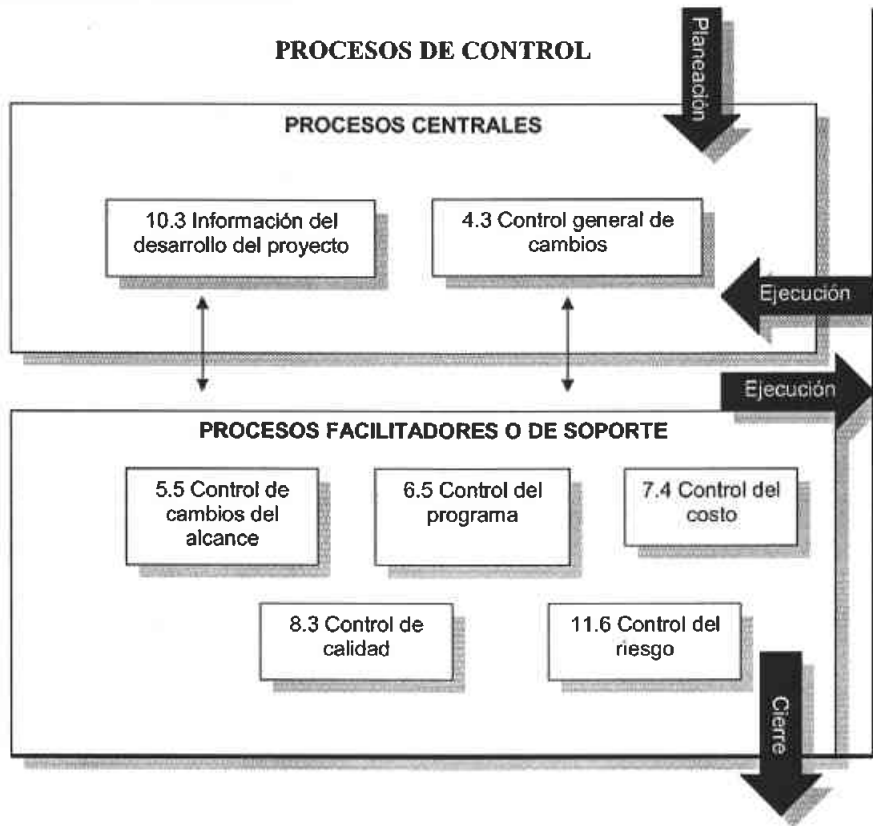 Planeación
PROCESOS DE CONTROL
PROCESOS CENTRALES
10.3 Información del
desarrollo del proyecto
4.3 Control general de
cambios
Ejecución
Ejecución
PROCESOS FACILITADORES O DE SOPORTE
5.5 Control de
cambios del
alcance
6.5 Control del
programa
7.4 Control del
costo
8.3 Control de
calidad
11.6 Control del
riesgo
Cierre